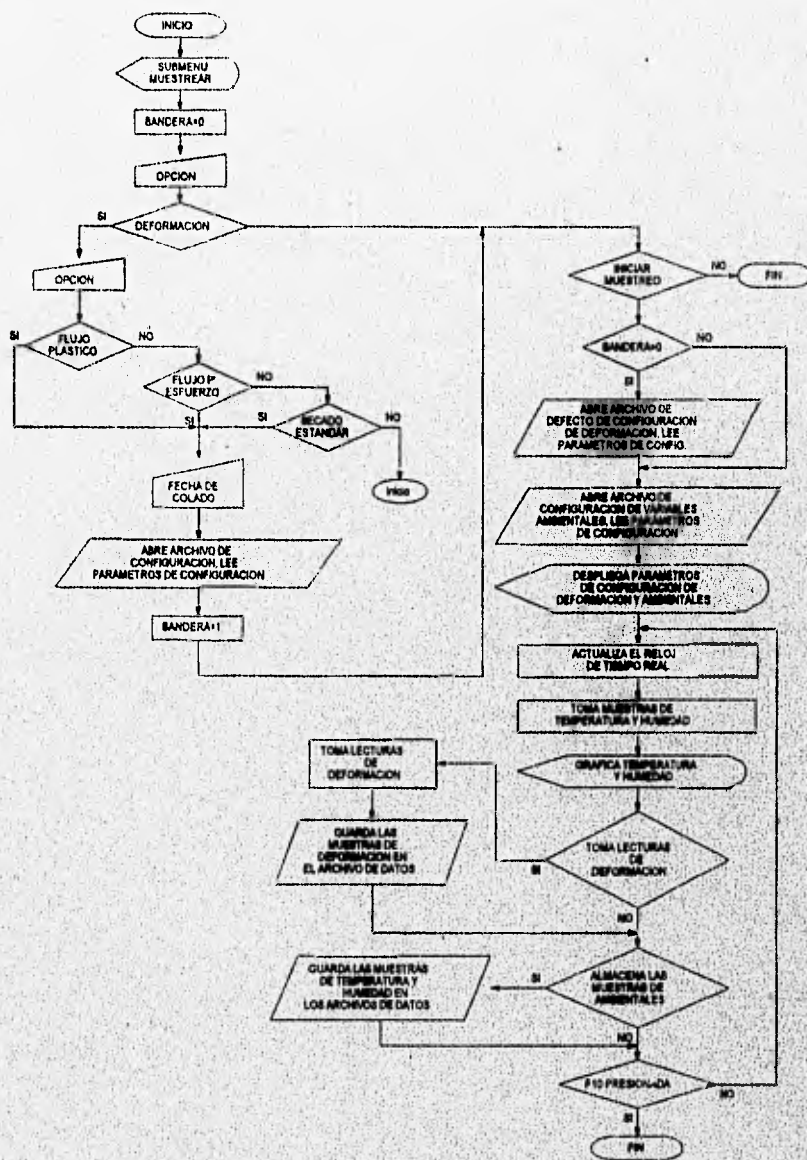 INICIO
SUBMENU
MUESTREAR
BANDERA=0
OPCION
SI
DEFORMACION
OPCION
SI
FLUJO
PLASTICO
NO
FLUJO Pº
ESFUERZO
NO
SI
SI
SECADO
ESTANDAR
NO
Inicio
FECHA DE
COLADO
ABRE ARCHIVO DE
CONFIGURACION, LEE
PARAMETROS DE CONFIGURACION
BANDERA=1
INICIAR
MUESTREO
NO
FIN
BANDERA=0
NO
SI
ABRE ARCHIVO DE
DEFECTO DE CONFIGURACION
DE DEFORMACION, LEE
PARAMETROS DE CONFIG.
ABRE ARCHIVO DE
CONFIGURACION DE VARIABLES
AMBIENTALES, LEE PARAMETROS
DE CONFIGURACION
DESPLIEGA PARAMETROS
DE CONFIGURACION DE
DEFORMACION Y AMBIENTALES
ACTUALIZA EL RELOJ
DE TIEMPO REAL
TOMA MUESTRAS DE
TEMPERATURA Y HUMEDAD
GRAFICA TEMPERATURA
Y HUMEDAD
TOMA LECTURAS
DE
DEFORMACION
SI
NO
TOMA LECTURAS
DE
DEFORMACION
GUARDA LAS
MUESTRAS DE
DEFORMACION EN
EL ARCHIVO DE DATOS
ALMACENA LAS
MUESTRAS DE
AMBIENTALES
SI
NO
GUARDA LAS MUESTRAS
DE TEMPERATURA Y
HUMEDAD EN
LOS ARCHIVOS DE DATOS
F10 PRESIONADA
NO
SI
FIN